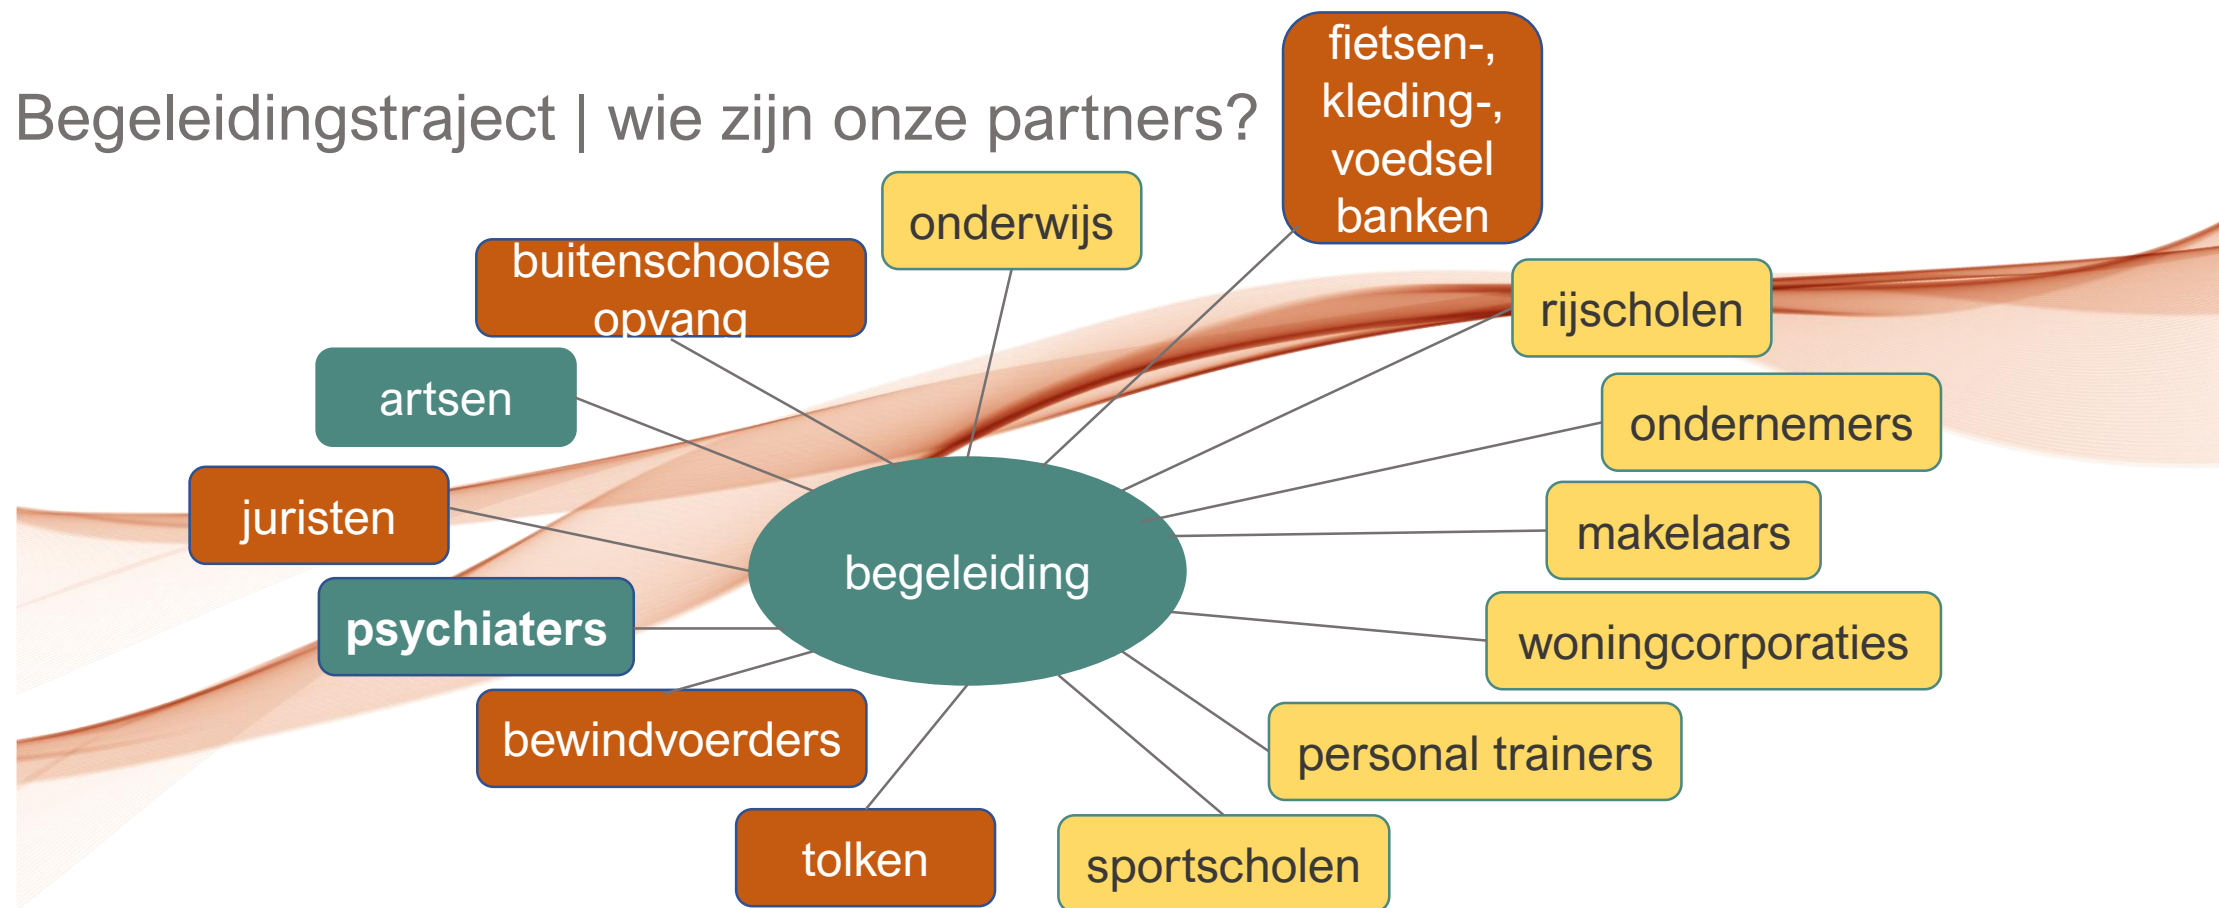 Begeleidingstraject | wie zijn onze partners?
fietsen-,
kleding-,
voedsel
banken
onderwijs
buitenschoolse
opvang
rijscholen
artsen
ondernemers
juristen
makelaars
begeleiding
psychiaters
woningcorporaties
bewindvoerders
personal trainers
tolken
sportscholen